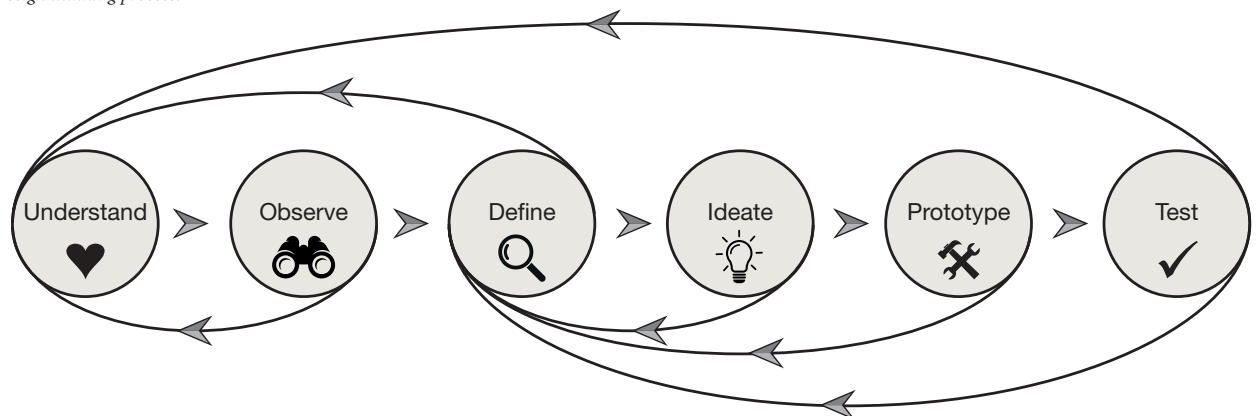 Understand
Observe
Define
Ideate
Prototype
Test